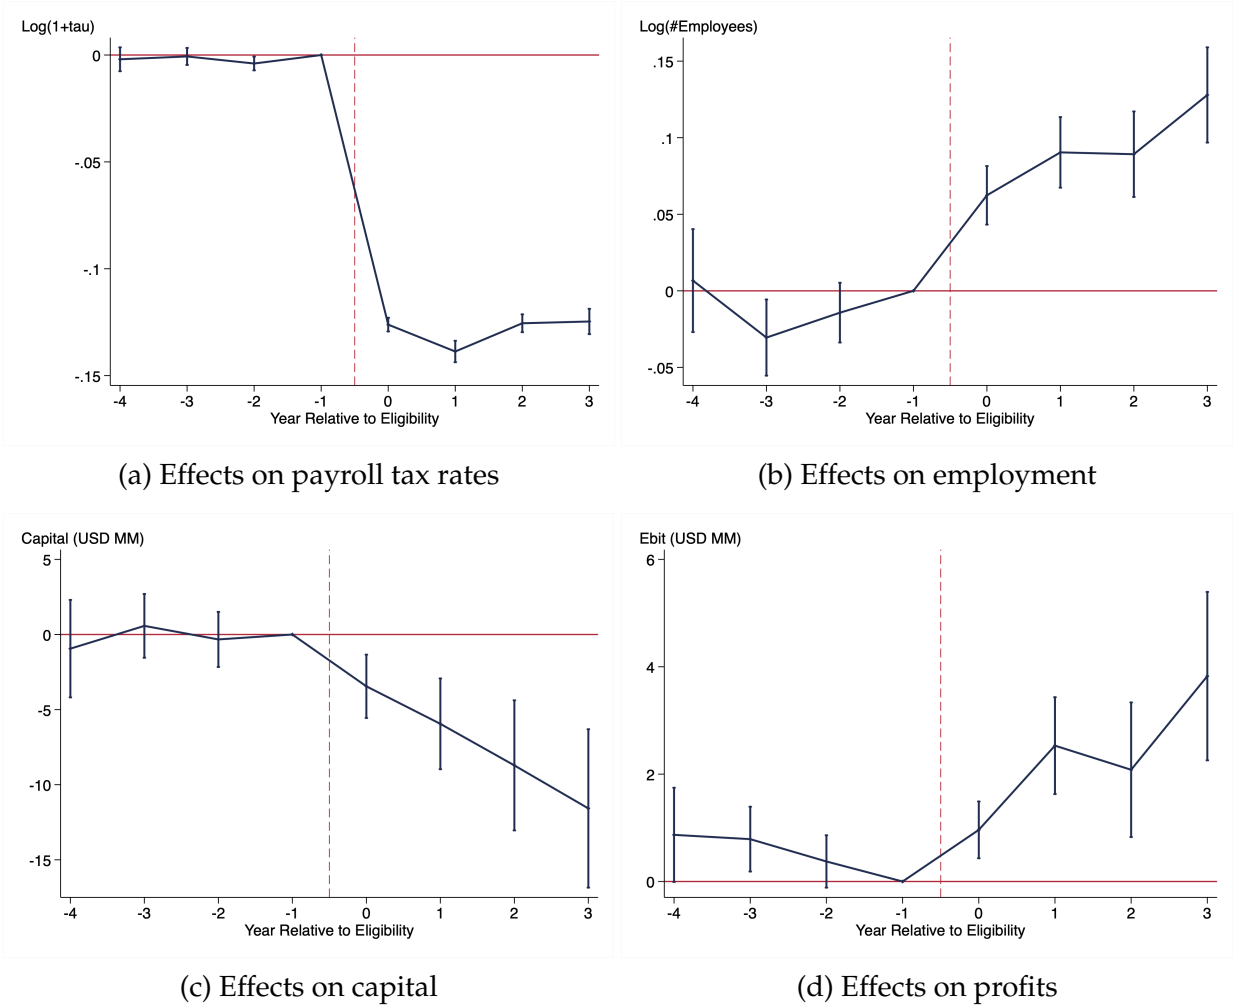 Log(1+tau)
0
-.05
-.1
-.15
-4 -3 -2 -1 0 1 2 3
Year Relative to Eligibility
(a) Effects on payroll tax rates
Log(#Employees)
.15
.1
.05
0
-.05
-4 -3 -2 -1 0 1 2 3
Year Relative to Eligibility
(b) Effects on employment
Capital (USD MM)
5
0
-5
-10
-15
-4 -3 -2 -1 0 1 2 3
Year Relative to Eligibility
(c) Effects on capital
Ebit (USD MM)
6
4
2
0
-4 -3 -2 -1 0 1 2 3
Year Relative to Eligibility
(d) Effects on profits